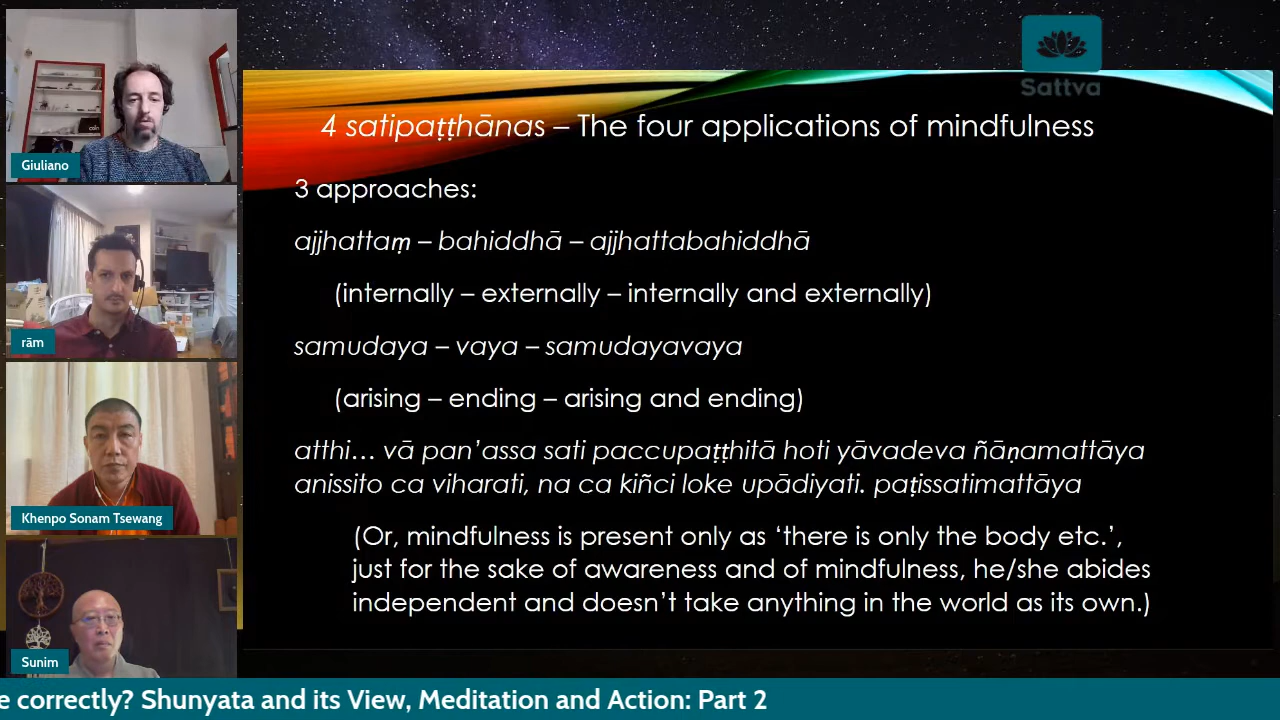 Sattva
4 satipaṭṭhānas – The four applications of mindfulness
3 approaches:
ajjhattaṃ – bahiddhā – ajjhattabahiddhā
(internally – externally – internally and externally)
samudaya – vaya – samudayavaya
(arising – ending – arising and ending)
atthi… vā pan’assa sati paccupaṭṭhitā hoti yāvadeva ñāṇamattāya
anissito ca viharati, na ca kiñci loke upādiyati. paṭissatimattāya
(Or, mindfulness is present only as ‘there is only the body etc.’,
just for the sake of awareness and of mindfulness, he/she abides
independent and doesn’t take anything in the world as its own.)
Giuliano
rām
Khenpo Sonam Tsewang
Sunim
e correctly? Shunyata and its View, Meditation and Action: Part 2